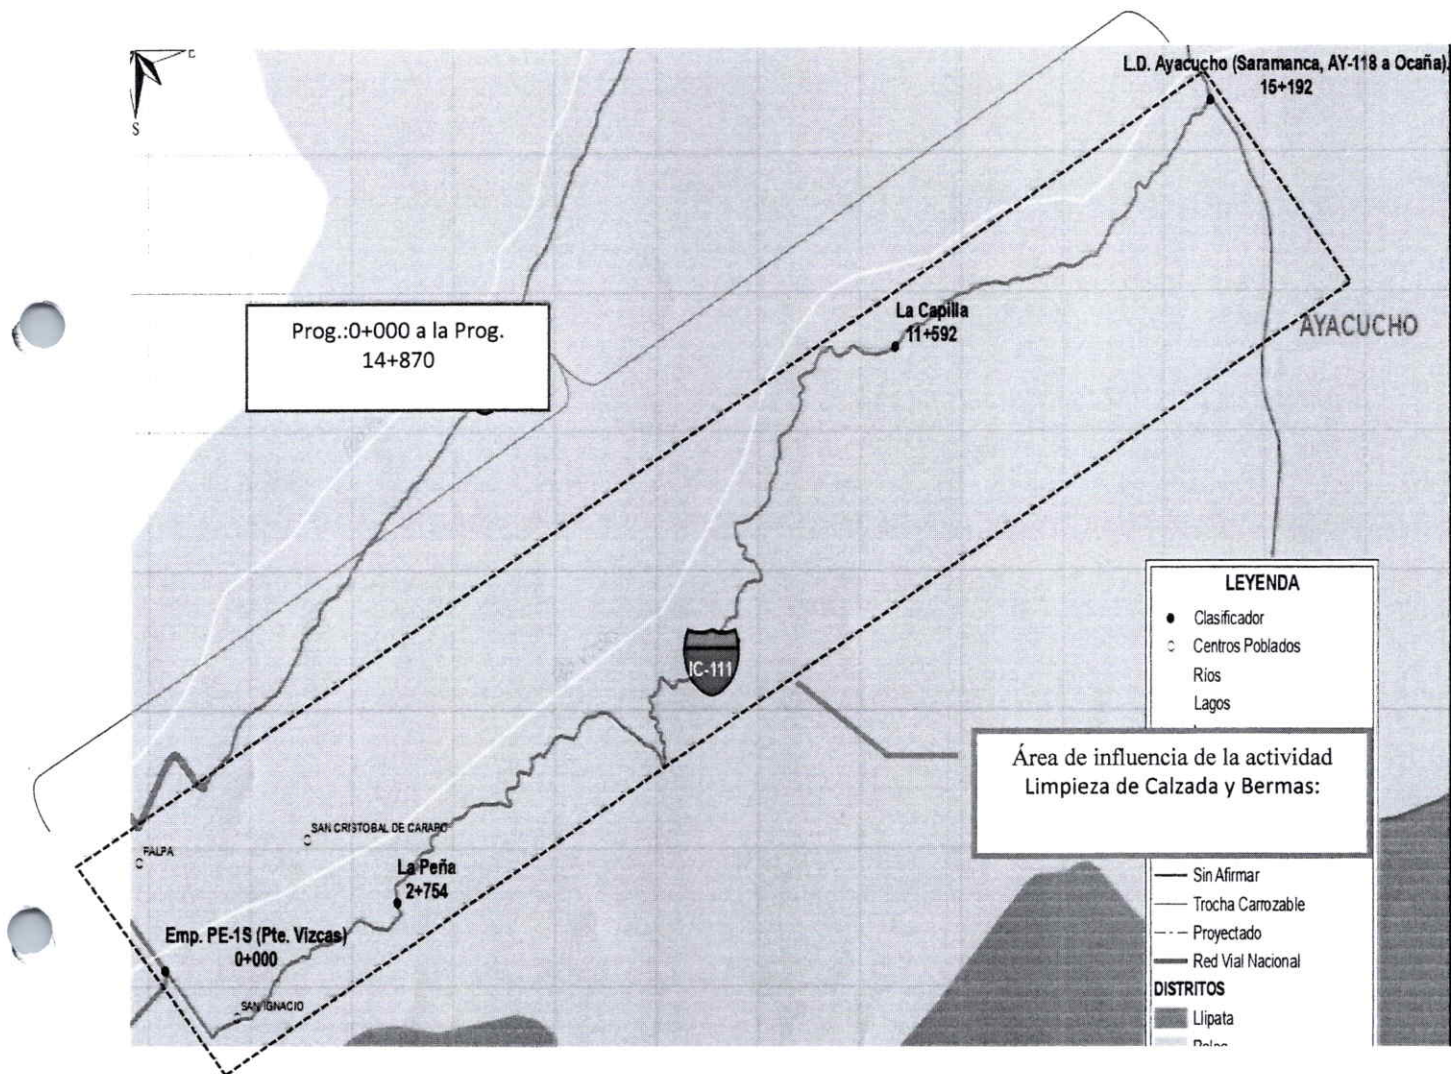 E
S
L.D. Ayacucho (Saramanca, AY-118 a Ocaña).
15+192
Prog.:0+000 a la Prog.
14+870
La Capilla
11+592
AYACUCHO
IC-111
LEYENDA
Clasificador
Centros Poblados
Rios
Lagos
Área de influencia de la actividad
Limpieza de Calzada y Bermas:
Sin Afirmar
Trocha Carrozable
Proyectado
Red Vial Nacional
DISTRITOS
Llipata
SAN CRISTOBAL DE CARARO
PALPA
La Peña
2+754
Emp. PE-1S (Pte. Vizcas)
0+000
SAN IGNACIO